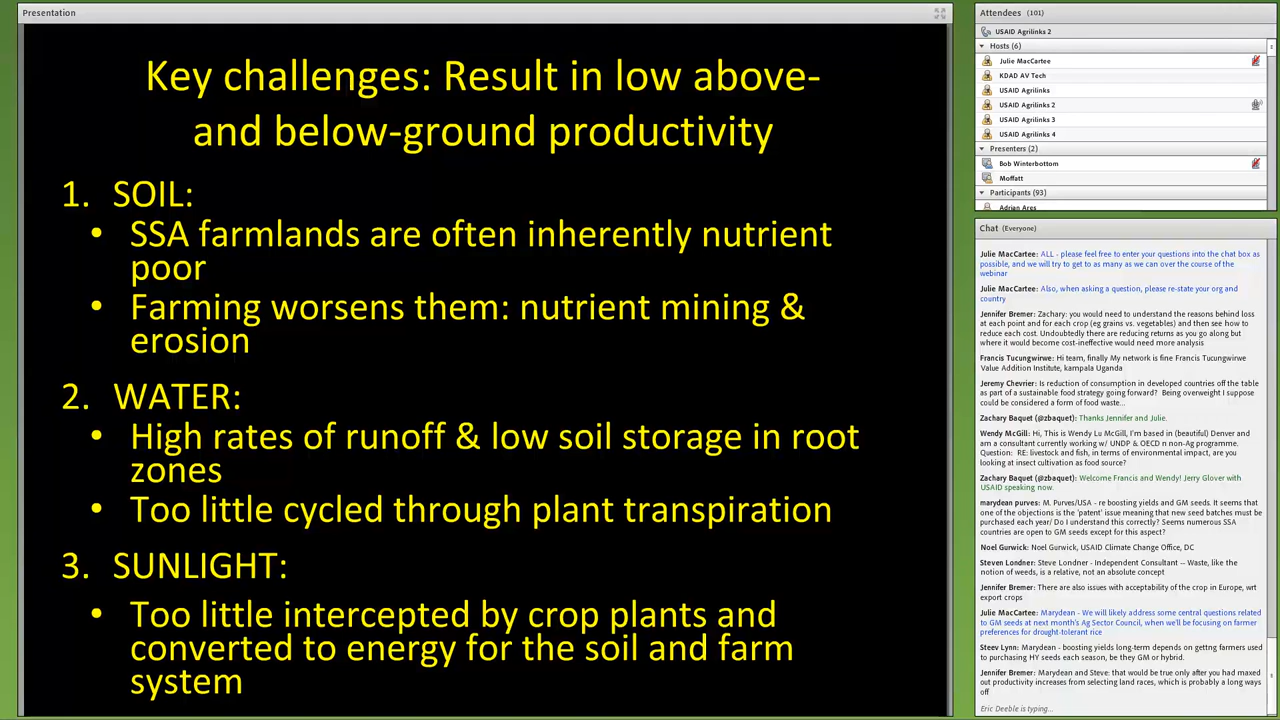 Presentation
Key challenges: Result in low above-
and below-ground productivity
1. SOIL:
• SSA farmlands are often inherently nutrient
poor
• Farming worsens them: nutrient mining &
erosion
2. WATER:
• High rates of runoff & low soil storage in root
zones
• Too little cycled through plant transpiration
3. SUNLIGHT:
• Too little intercepted by crop plants and
converted to energy for the soil and farm
system
Attendees (101)
USAID Agrilinks 2
Hosts (6)
Julie MacCartee
KDAD AV Tech
USAID Agrilinks
USAID Agrilinks 2
USAID Agrilinks 3
USAID Agrilinks 4
Presenters (2)
Bob Winterbottom
Moffatt
Participants (93)
Adrian Ares
Chat (Everyone)
Julie MacCartee: ALL - please feel free to enter your questions into the chat box as
possible, and we will try to get to as many as we can over the course of the
webinar
Julie MacCartee: Also, when asking a question, please re-state your org and
country
Jennifer Bremer: Zachary: you would need to understand the reasons behind loss
at each point and for each crop (eg grains vs. vegetables) and then see how to
reduce each cost. Undoubtedly there are reducing returns as you go along but
where it would become cost-ineffective would need more analysis
Francis Tucungwirwe: Hi team, finally My network is fine Francis Tucungwirwe
Value Addition Institute, kampala Uganda
Jeremy Chevrier: Is reduction of consumption in developed countries off the table
as part of a sustainable food strategy going forward? Being overweight I suppose
could be considered a form of food waste...
Zachary Baquet (@zbaquet): Thanks Jennifer and Julie.
Wendy McGill: Hi, This is Wendy Lu McGill, I'm based in (beautiful) Denver and
am a consultant currently working w/ UNDP & OECD n non-Ag programme.
Question: RE: livestock and fish, in terms of environmental impact, are you
looking at insect cultivation as food source?
Zachary Baquet (@zbaquet): Welcome Francis and Wendy! Jerry Glover with
USAID speaking now.
marydean purves: M. Purves/USA - re boosting yields and GM seeds. It seems that
one of the objections is the 'patent' issue meaning that new seed batches must be
purchased each year/ Do I understand this correctly? Seems numerous SSA
countries are open to GM seeds except for this aspect?
Noel Gurwick: Noel Gurwick, USAID Climate Change Office, DC
Steven Londner: Steve Londner - Independent Consultant -- Waste, like the
notion of weeds, is a relative, not an absolute concept
Jennifer Bremer: There are also issues with acceptability of the crop in Europe, wrt
export crops
Julie MacCartee: Marydean - We will likely address some central questions related
to GM seeds at next month's Ag Sector Council, when we'll be focusing on farmer
preferences for drought-tolerant rice
Steev Lynn: Marydean - boosting yields long-term depends on gettng farmers used
to purchasing HY seeds each season, be they GM or hybrid.
Jennifer Bremer: Marydean and Steve: that would be true only after you had maxed
out productivity increases from selecting land races, which is probably a long ways
off
Eric Deeble is typing...